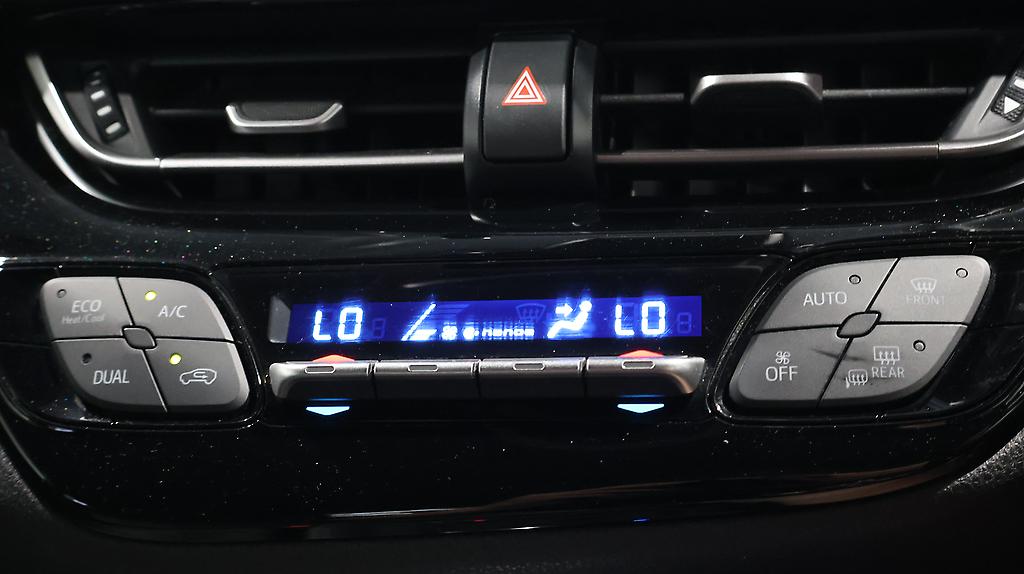 ECO
Heat/Cool
A/C
DUAL
LO
LO
AUTO
FRONT
OFF
REAR